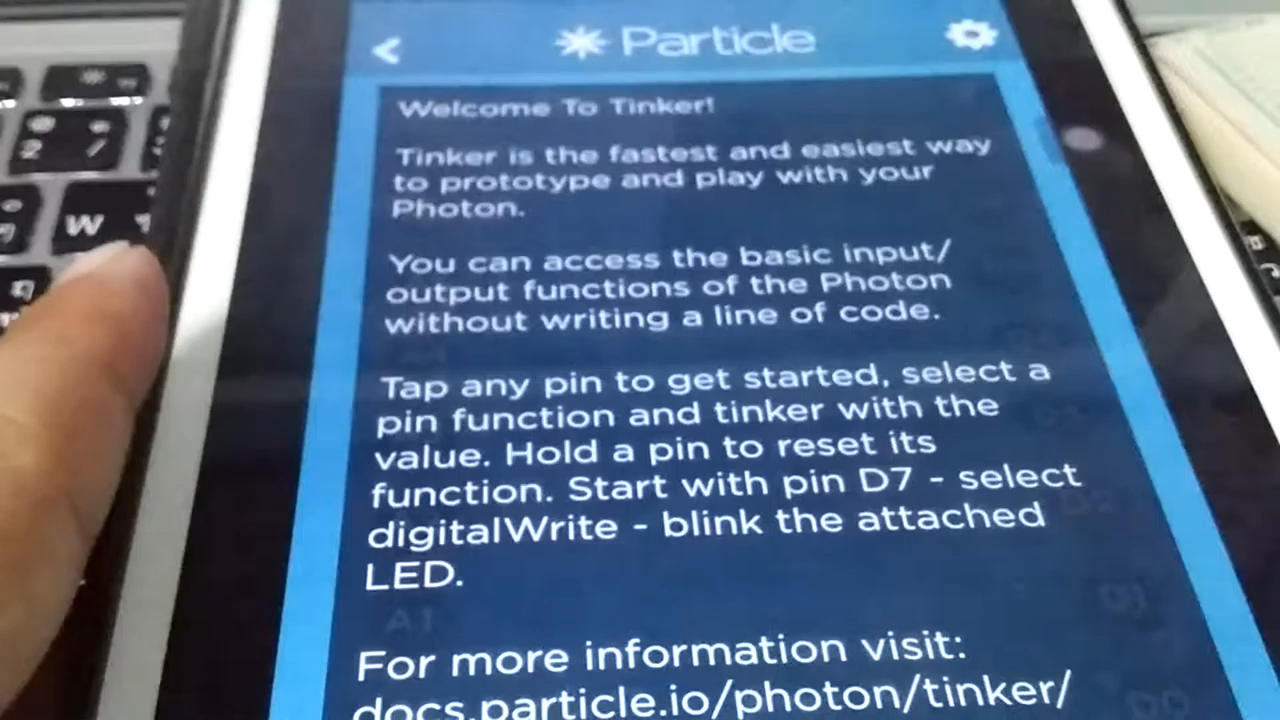 Particle
Welcome To Tinker!
Tinker is the fastest and easiest way
to prototype and play with your
Photon.
You can access the basic input/
output functions of the Photon
without writing a line of code.
Tap any pin to get started, select a
pin function and tinker with the
value. Hold a pin to reset its
function. Start with pin D7 - select
digitalWrite - blink the attached
LED.
For more information visit:
docs.particle.io/photon/tinker/
A1
2
W